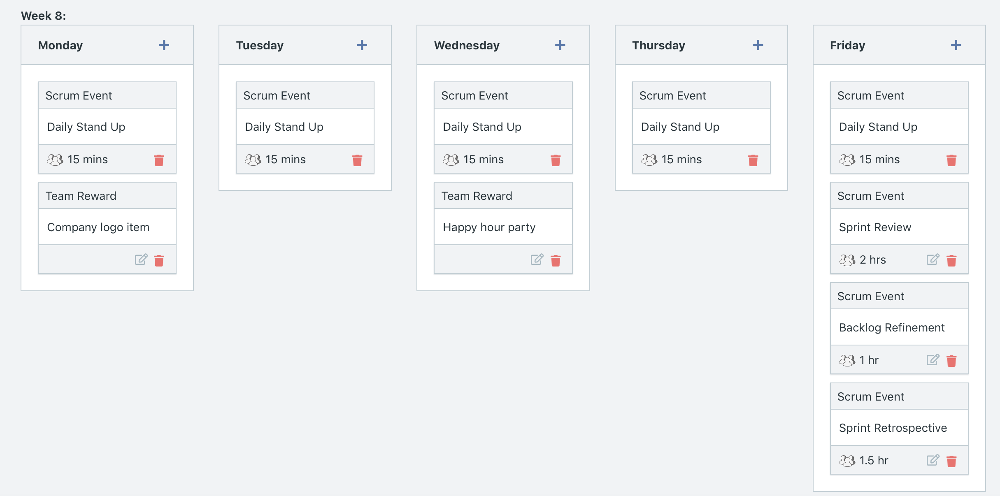 Week 8:
Monday
Scrum Event
Daily Stand Up
15 mins
Team Reward
Company logo item
Tuesday
Scrum Event
Daily Stand Up
15 mins
Wednesday
Scrum Event
Daily Stand Up
15 mins
Team Reward
Happy hour party
Thursday
Scrum Event
Daily Stand Up
15 mins
Friday
Scrum Event
Daily Stand Up
15 mins
Scrum Event
Sprint Review
2 hrs
Scrum Event
Backlog Refinement
1 hr
Scrum Event
Sprint Retrospective
1.5 hr